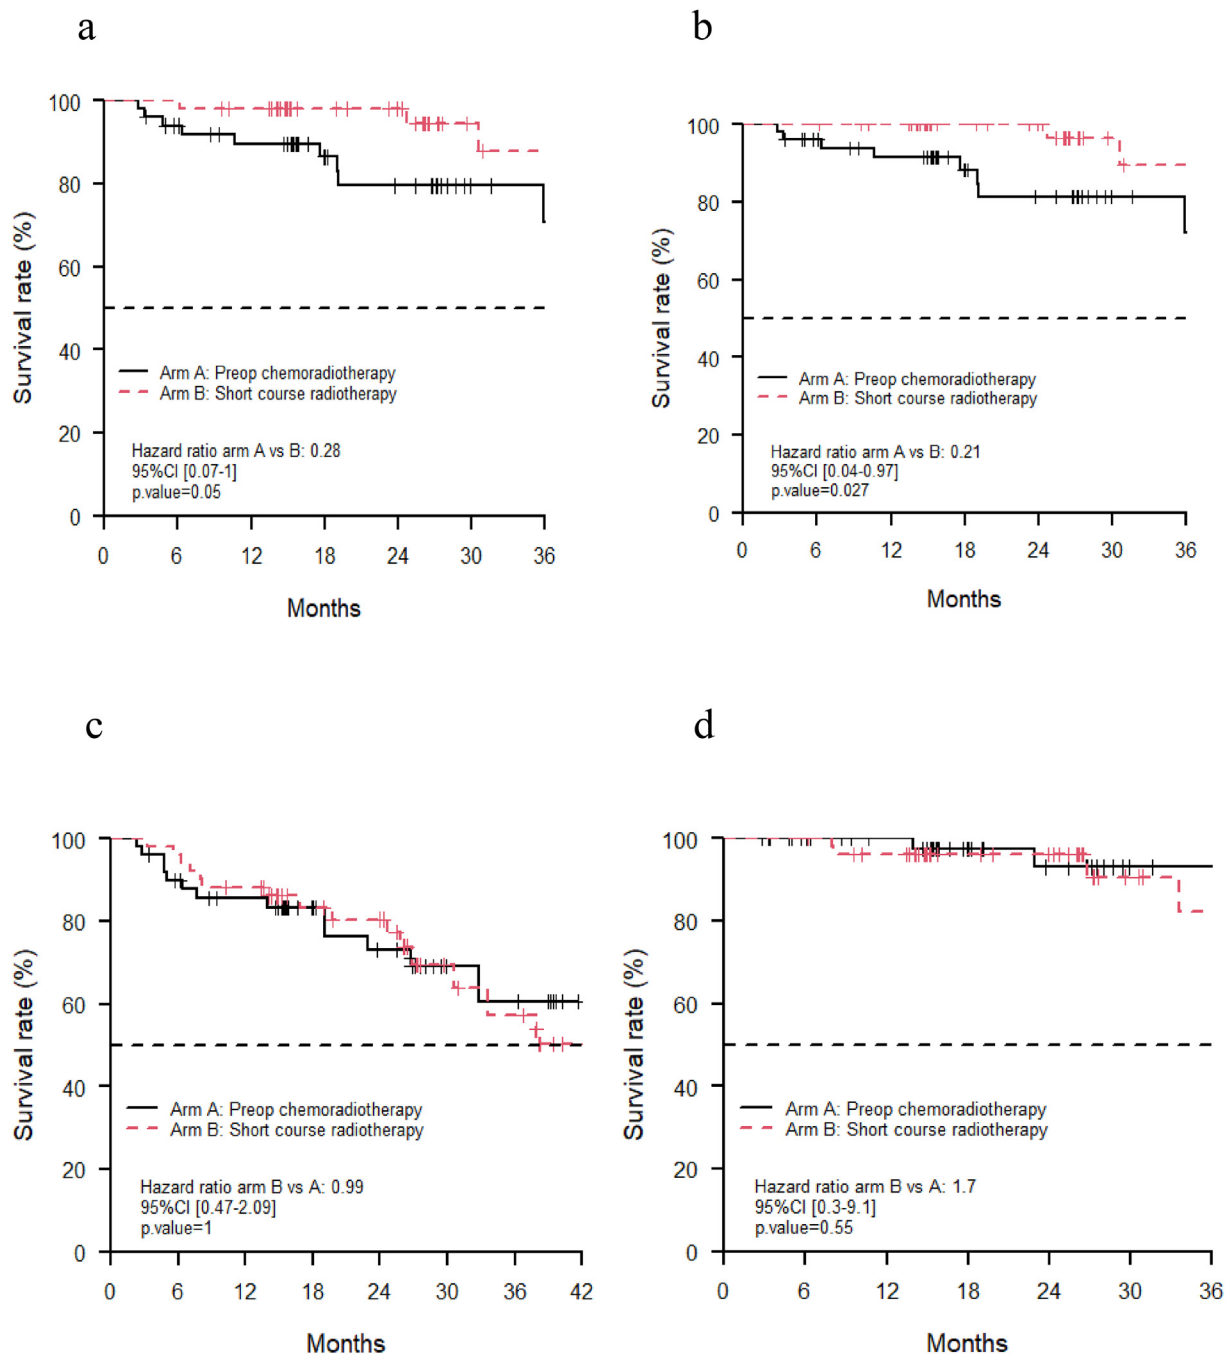 a
100
80
60
40
20
0
Survival rate (%)
Arm A: Preop chemoradiotherapy
Arm B: Short course radiotherapy
Hazard ratio arm A vs B: 0.28
95%CI [0.07-1]
p.value=0.05
0 6 12 18 24 30 36
Months
b
100
80
60
40
20
0
Survival rate (%)
Arm A: Preop chemoradiotherapy
Arm B: Short course radiotherapy
Hazard ratio arm A vs B: 0.21
95%CI [0.04-0.97]
p.value=0.027
0 6 12 18 24 30 36
Months
c
100
80
60
40
20
0
Survival rate (%)
Arm A: Preop chemoradiotherapy
Arm B: Short course radiotherapy
Hazard ratio arm B vs A: 0.99
95%CI [0.47-2.09]
p.value=1
0 6 12 18 24 30 36 42
Months
d
100
80
60
40
20
0
Survival rate (%)
Arm A: Preop chemoradiotherapy
Arm B: Short course radiotherapy
Hazard ratio arm B vs A: 1.7
95%CI [0.3-9.1]
p.value=0.55
0 6 12 18 24 30 36
Months